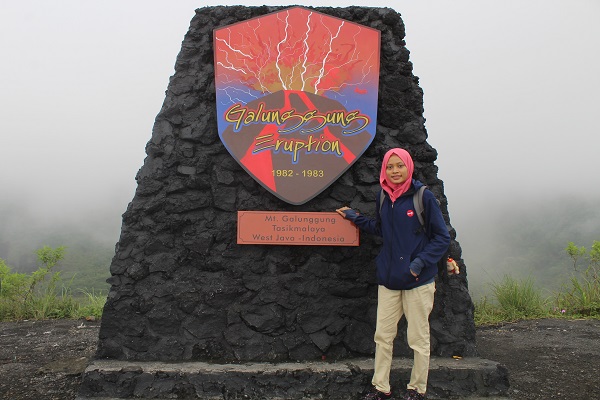 Galunggung
Eruption
1982 - 1983
Mt. Galunggung
Tasikmalaya
West Java - Indonesia